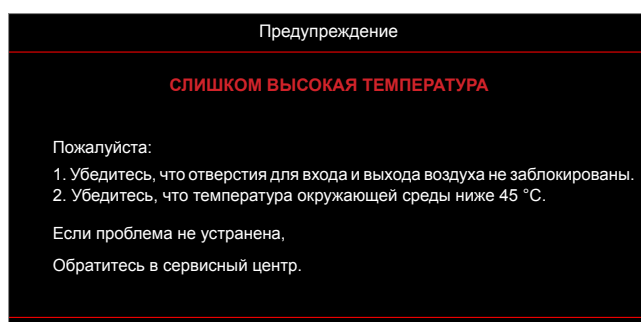 Предупреждение
СЛИШКОМ ВЫСОКАЯ ТЕМПЕРАТУРА
Пожалуйста:
1. Убедитесь, что отверстия для входа и выхода воздуха не заблокированы.
2. Убедитесь, что температура окружающей среды ниже 45 °C.
Если проблема не устранена,
Обратитесь в сервисный центр.